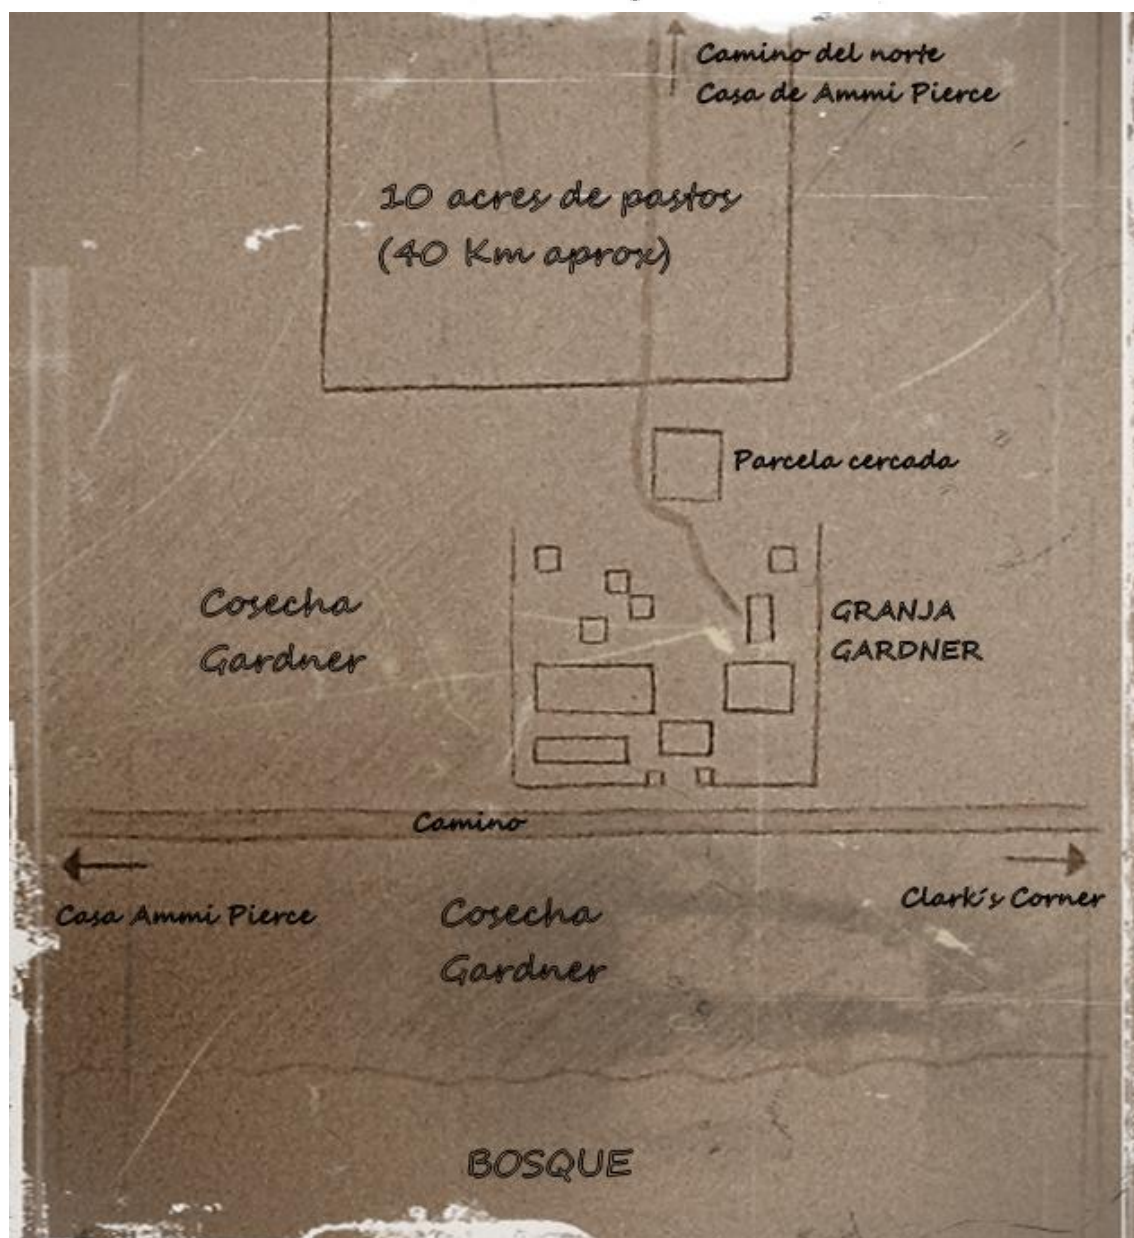 Camino del norte
Casa de Ammi Pierce
10 acres de pastos
(40 Km aprox)
Parcela cercada
Cosecha
Gardner
GRANJA
GARDNER
Camino
Casa Ammi Pierce
Clark´s Corner
Cosecha
Gardner
BOSQUE